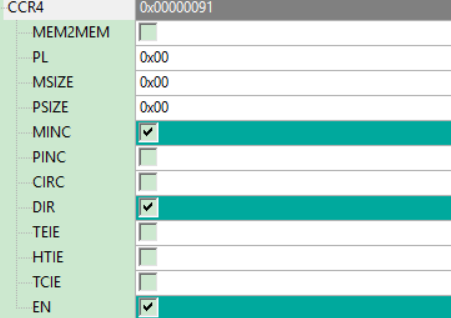 CCR4 0x00000091
MEM2MEM
PL 0x00
MSIZE 0x00
PSIZE 0x00
MINC
PINC
CIRC
DIR
TEIE
HTIE
TCIE
EN